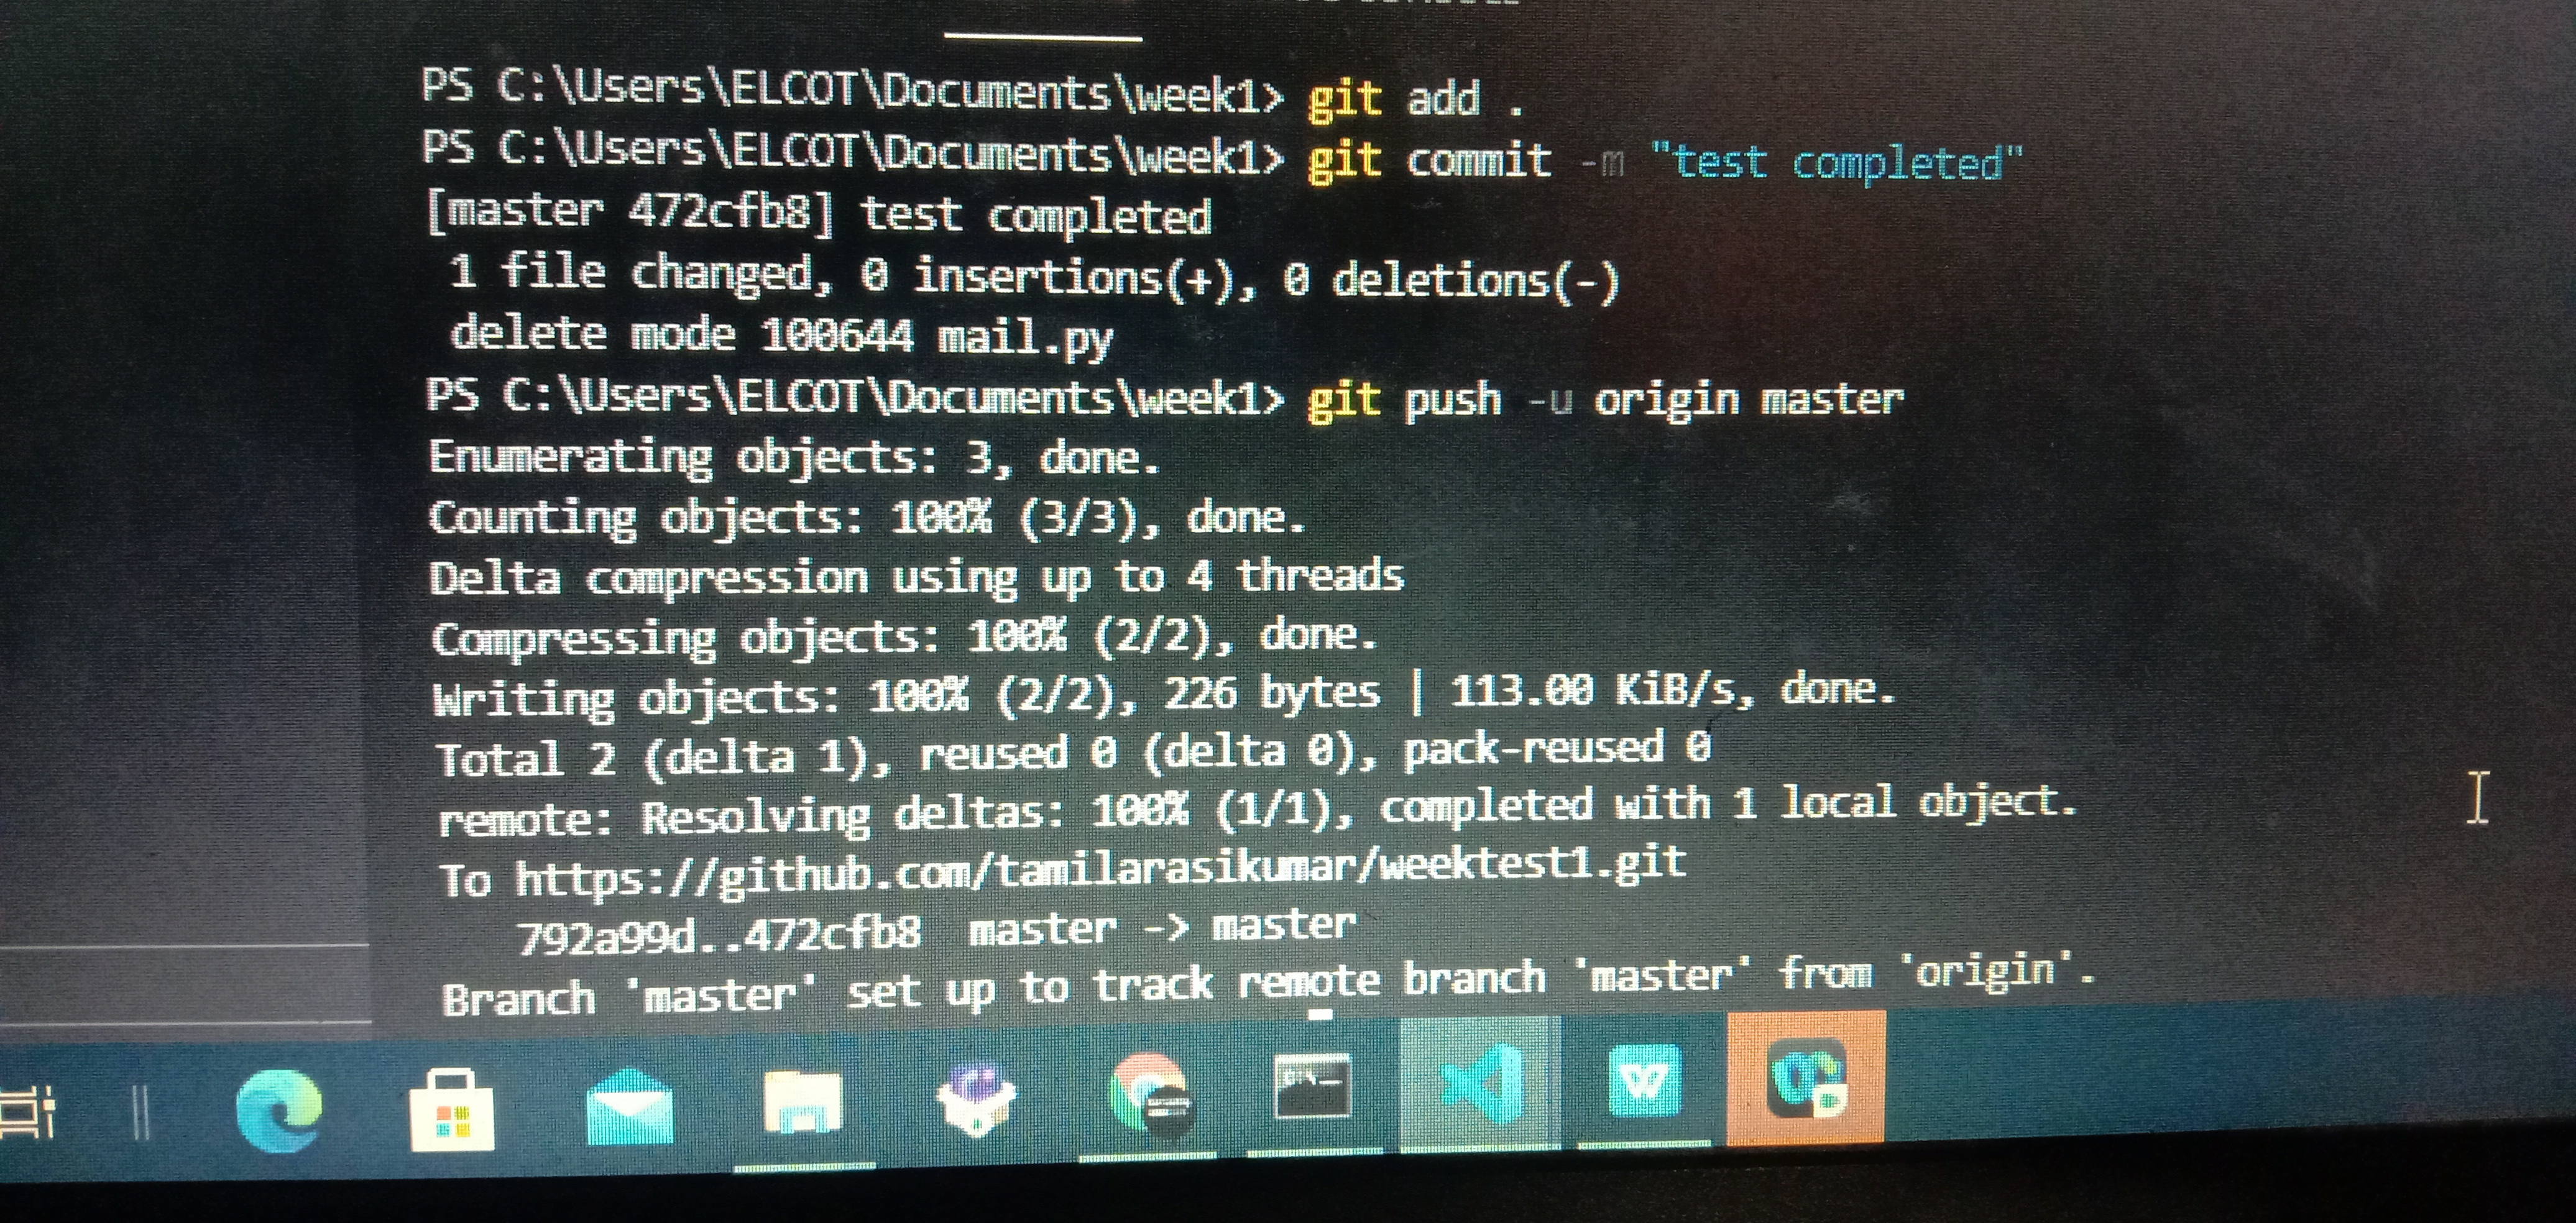 PS C:\Users\ELCOT\Documents\week1> git add .
PS C:\Users\ELCOT\Documents\week1> git commit -m "test completed"
[master 472cfb8] test completed
 1 file changed, 0 insertions(+), 0 deletions(-)
 delete mode 100644 mail.py
PS C:\Users\ELCOT\Documents\week1> git push -u origin master
Enumerating objects: 3, done.
Counting objects: 100% (3/3), done.
Delta compression using up to 4 threads
Compressing objects: 100% (2/2), done.
Writing objects: 100% (2/2), 226 bytes | 113.00 KiB/s, done.
Total 2 (delta 1), reused 0 (delta 0), pack-reused 0
remote: Resolving deltas: 100% (1/1), completed with 1 local object.
To https://github.com/tamilarasikumar/weektest1.git
   792a99d..472cfb8  master -> master
Branch 'master' set up to track remote branch 'master' from 'origin'.